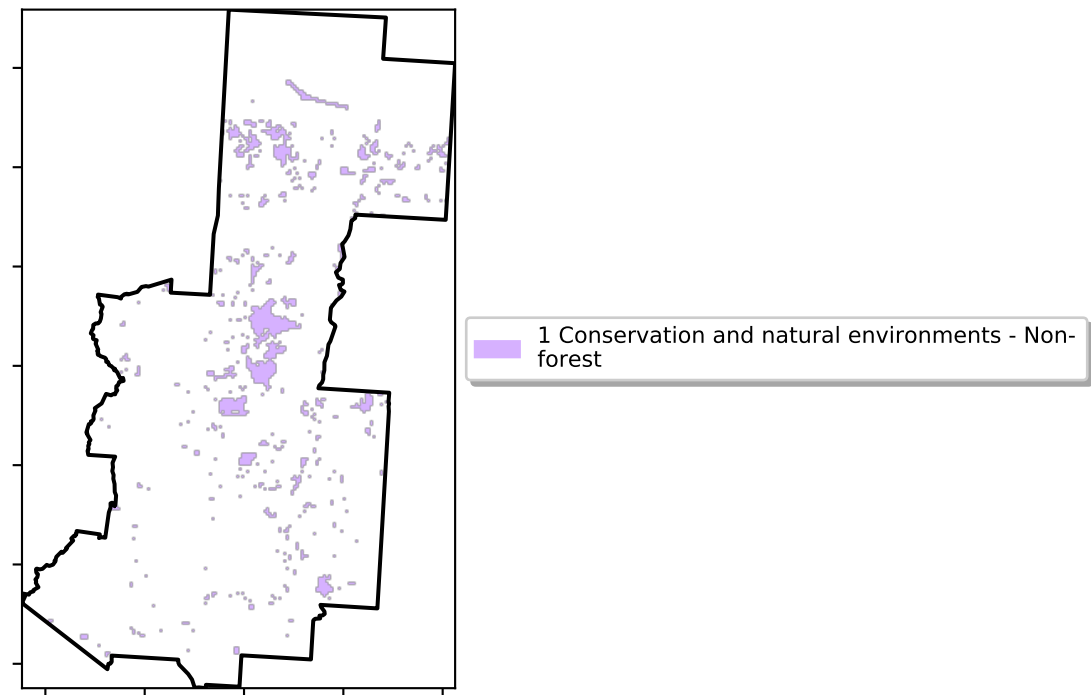 1 Conservation and natural environments - Non-
forest